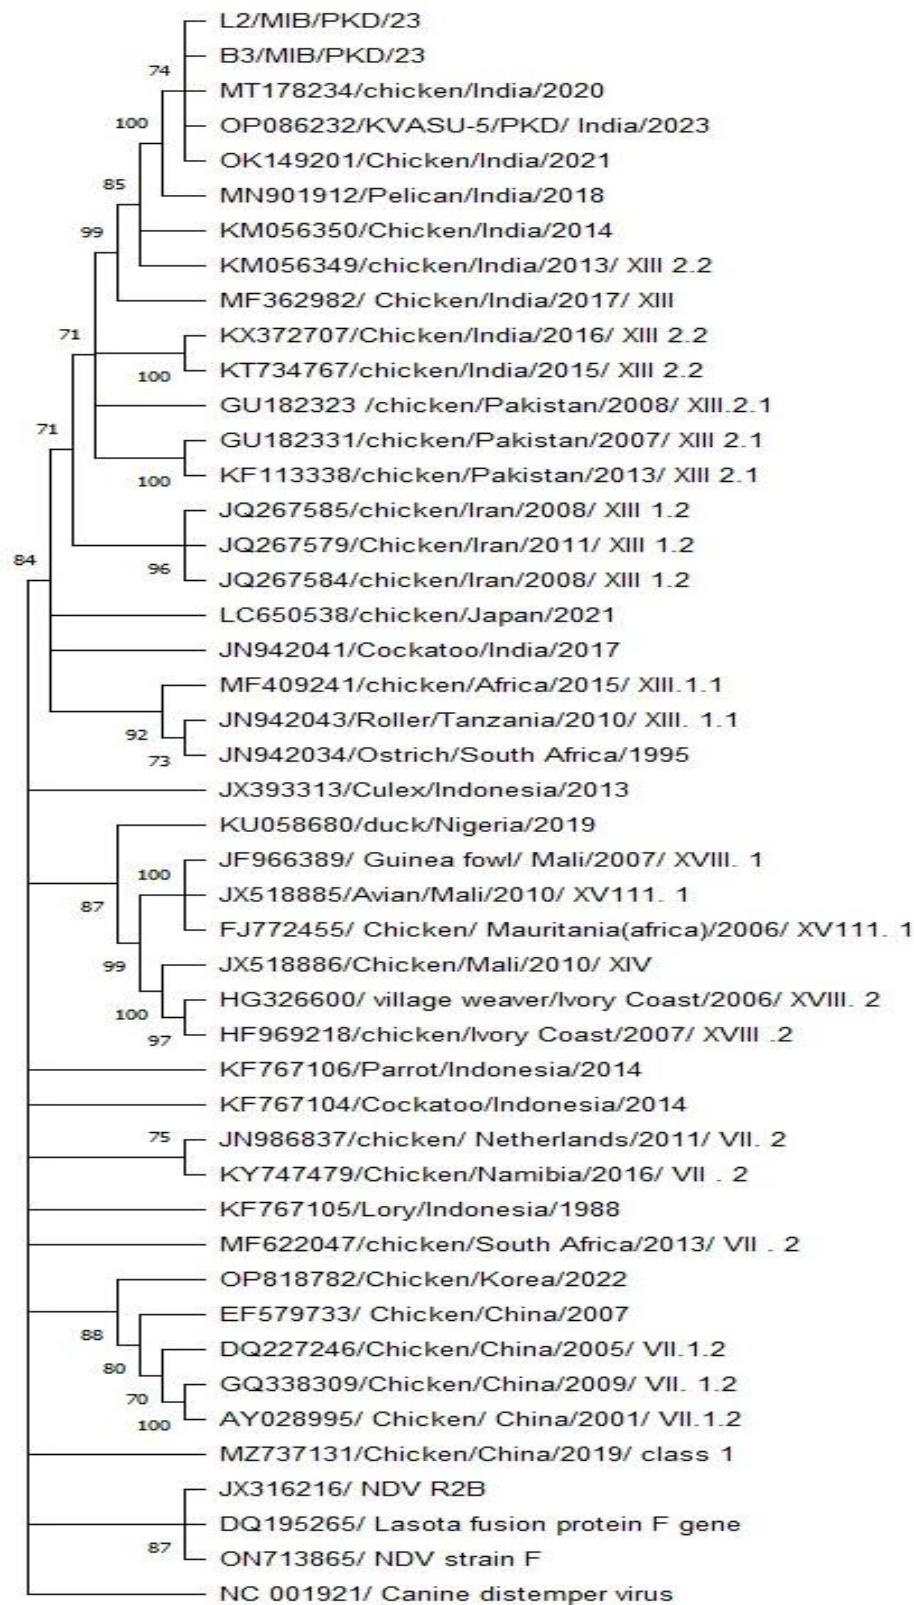 L2/MIB/PKD/23
B3/MIB/PKD/23
74
MT178234/chicken/India/2020
100
OP086232/KVASU-5/PKD/ India/2023
OK149201/Chicken/India/2021
85
MN901912/Pelican/India/2018
99
KM056350/Chicken/India/2014
KM056349/chicken/India/2013/ XIII 2.2
MF362982/ Chicken/India/2017/ XIII
71
KX372707/Chicken/India/2016/ XIII 2.2
100
KT734767/chicken/India/2015/ XIII 2.2
GU182323 /chicken/Pakistan/2008/ XIII.2.1
71
GU182331/chicken/Pakistan/2007/ XIII 2.1
100
KF113338/chicken/Pakistan/2013/ XIII 2.1
JQ267585/chicken/Iran/2008/ XIII 1.2
JQ267579/Chicken/Iran/2011/ XIII 1.2
84
96
JQ267584/chicken/Iran/2008/ XIII 1.2
LC650538/chicken/Japan/2021
JN942041/Cockatoo/India/2017
MF409241/chicken/Africa/2015/ XIII.1.1
92
JN942043/Roller/Tanzania/2010/ XIII. 1.1
73
JN942034/Ostrich/South Africa/1995
JX393313/Culex/Indonesia/2013
KU058680/duck/Nigeria/2019
100
JF966389/ Guinea fowl/ Mali/2007/ XVIII. 1
87
JX518885/Avian/Mali/2010/ XV111. 1
FJ772455/ Chicken/ Mauritania(africa)/2006/ XV111. 1
99
JX518886/Chicken/Mali/2010/ XIV
100
HG326600/ village weaver/Ivory Coast/2006/ XVIII. 2
97
HF969218/chicken/Ivory Coast/2007/ XVIII .2
KF767106/Parrot/Indonesia/2014
KF767104/Cockatoo/Indonesia/2014
75
JN986837/chicken/ Netherlands/2011/ VII. 2
KY747479/Chicken/Namibia/2016/ VII . 2
KF767105/Lory/Indonesia/1988
MF622047/chicken/South Africa/2013/ VII . 2
OP818782/Chicken/Korea/2022
88
EF579733/ Chicken/China/2007
80
DQ227246/Chicken/China/2005/ VII.1.2
70
GQ338309/Chicken/China/2009/ VII. 1.2
100
AY028995/ Chicken/ China/2001/ VII.1.2
MZ737131/Chicken/China/2019/ class 1
JX316216/ NDV R2B
DQ195265/ Lasota fusion protein F gene
87
ON713865/ NDV strain F
NC 001921/ Canine distemper virus